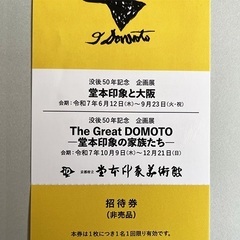 I Domoto
没後50年記念 企画展
堂本印象と大阪
会期:令和7年6月12日(木)〜9月23日(火・祝)
没後50年記念 企画展
The Great DOMOTO
―堂本印象の家族たち―
会期:令和7年10月9日(木)〜12月21日(日)
京都府立 堂本印象美術館
招待券
(非売品)
本券は1枚につき1名1回限り有効です。